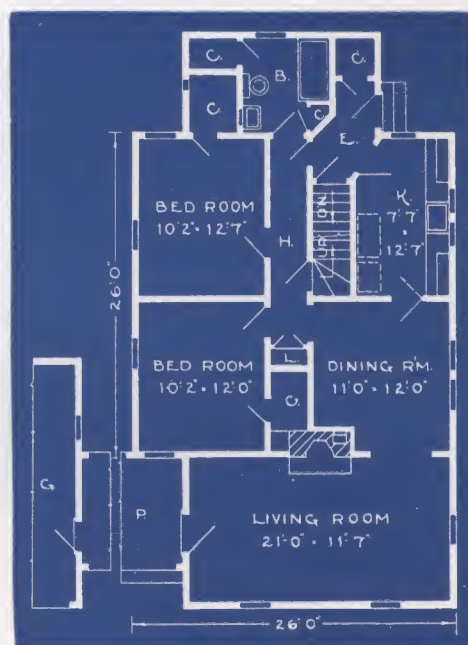 C.
C.
B.
C.
C.
E.
BED ROOM
10'2" × 12'7"
H.
UP
DN.
K.
7'7"
×
12'7"
26'0"
BED ROOM
10'2" × 12'0"
L.
C.
DINING R'M.
11'0" × 12'0"
G.
P.
LIVING ROOM
21'0" × 11'7"
26'0"